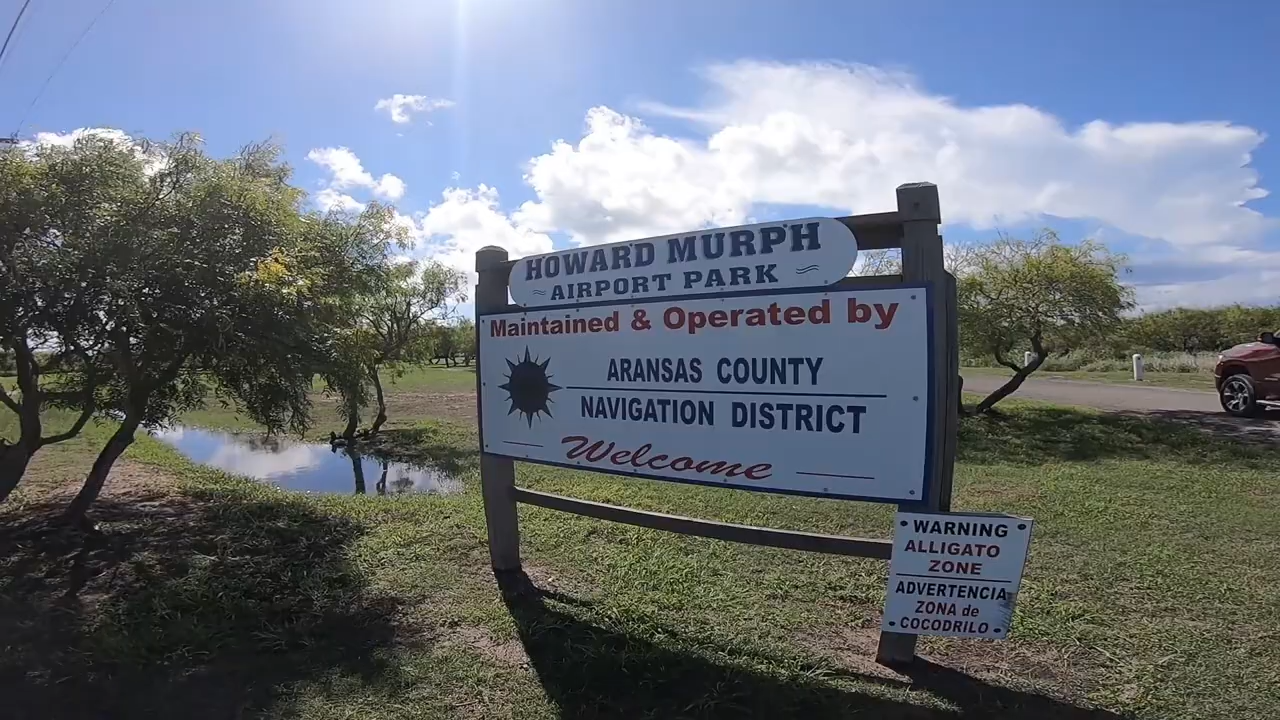 HOWARD MURPH
AIRPORT PARK
Maintained & Operated by
ARANSAS COUNTY
NAVIGATION DISTRICT
Welcome
WARNING
ALLIGATO
ZONE
ADVERTENCIA
ZONA de
COCODRILO